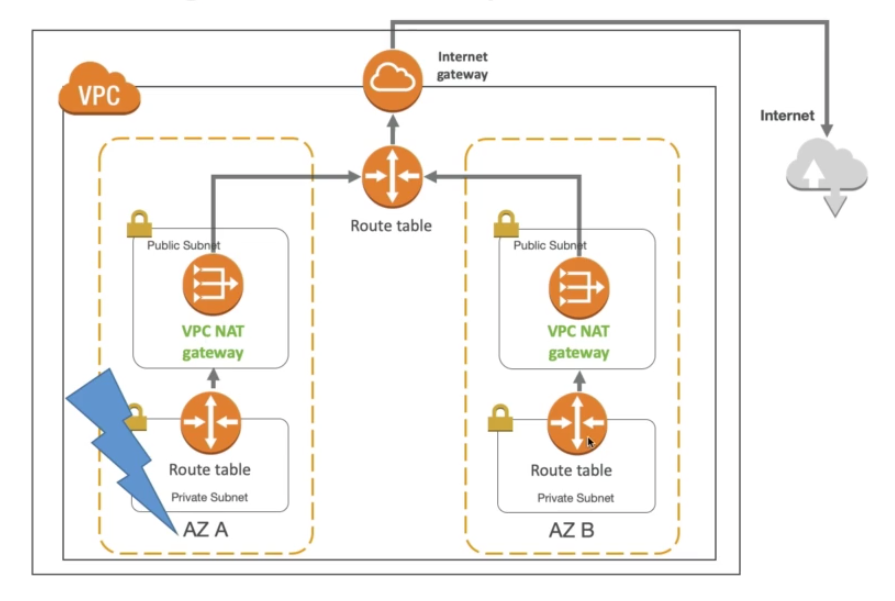 Internet
gateway
VPC
Internet
Route table
Public Subnet
Public Subnet
VPC NAT
gateway
VPC NAT
gateway
Route table
Route table
Private Subnet
Private Subnet
AZ A
AZ B